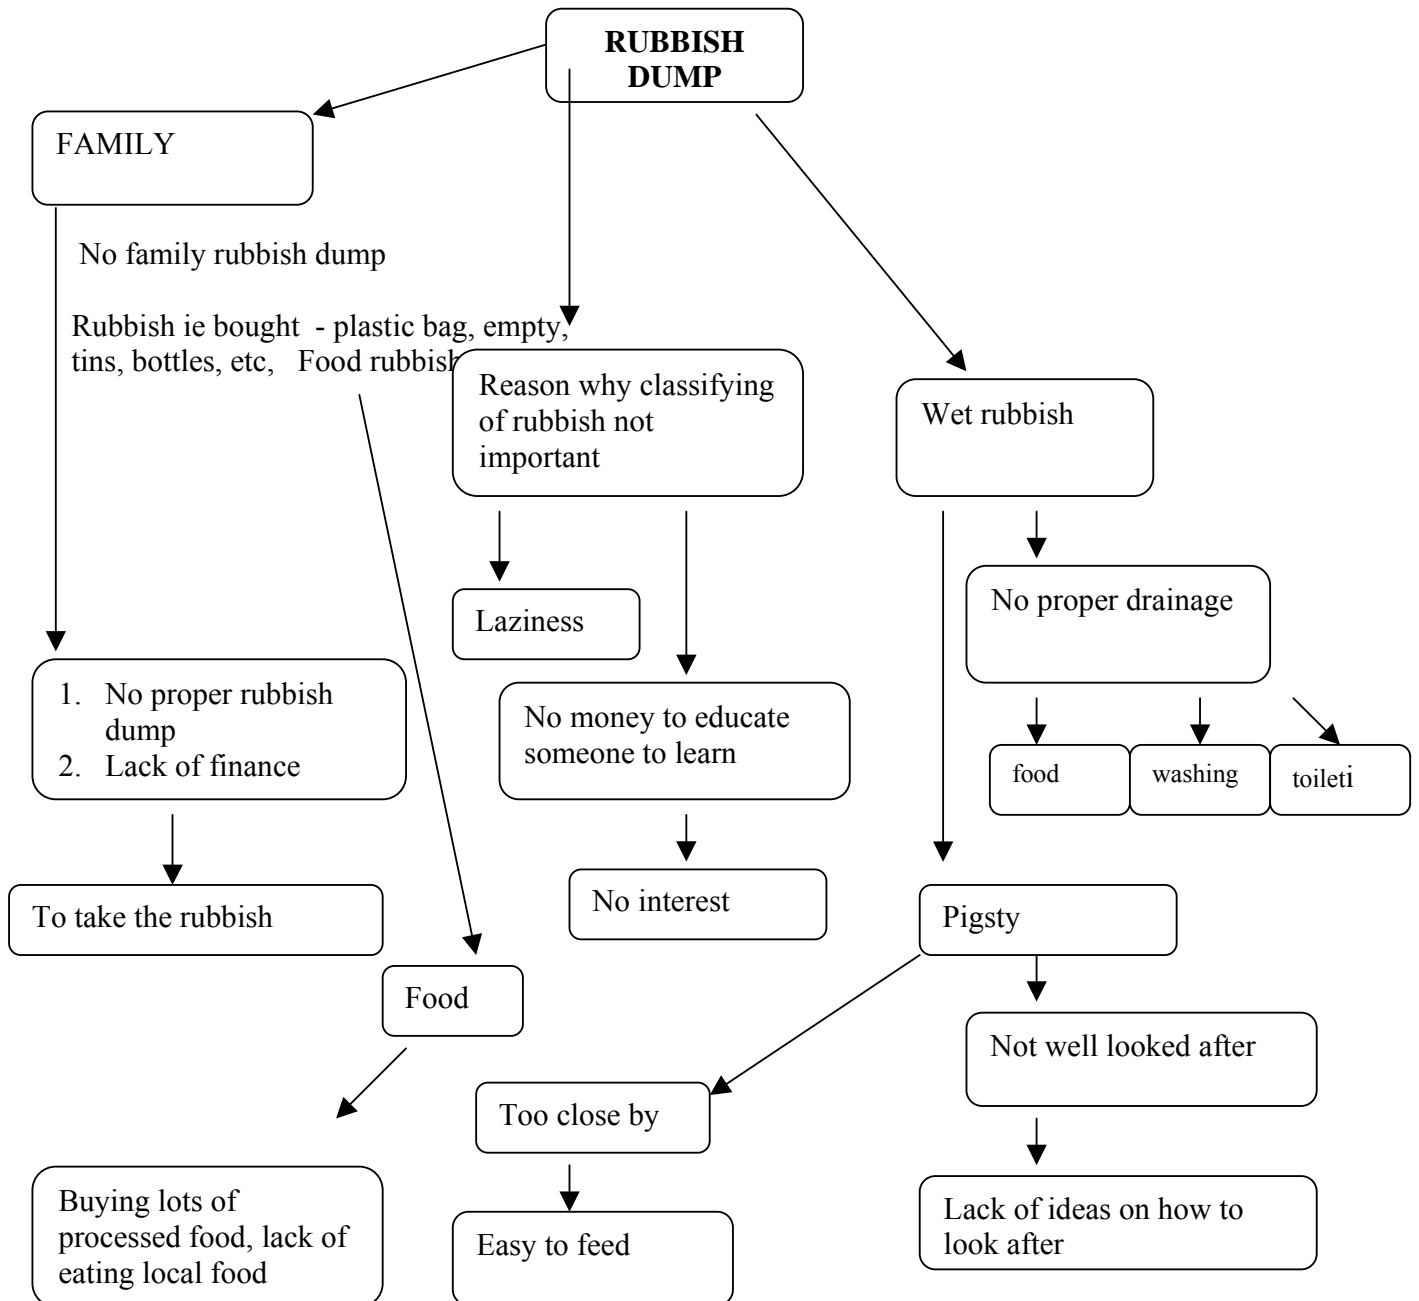 RUBBISH
DUMP
FAMILY
No family rubbish dump
Rubbish ie bought  - plastic bag, empty,
tins, bottles, etc,   Food rubbish
Reason why classifying
of rubbish not
important
Wet rubbish
No proper drainage
Laziness
1. No proper rubbish
dump
2. Lack of finance
No money to educate
someone to learn
food
washing
toileti
To take the rubbish
No interest
Pigsty
Food
Not well looked after
Too close by
Buying lots of
processed food, lack of
eating local food
Easy to feed
Lack of ideas on how to
look after